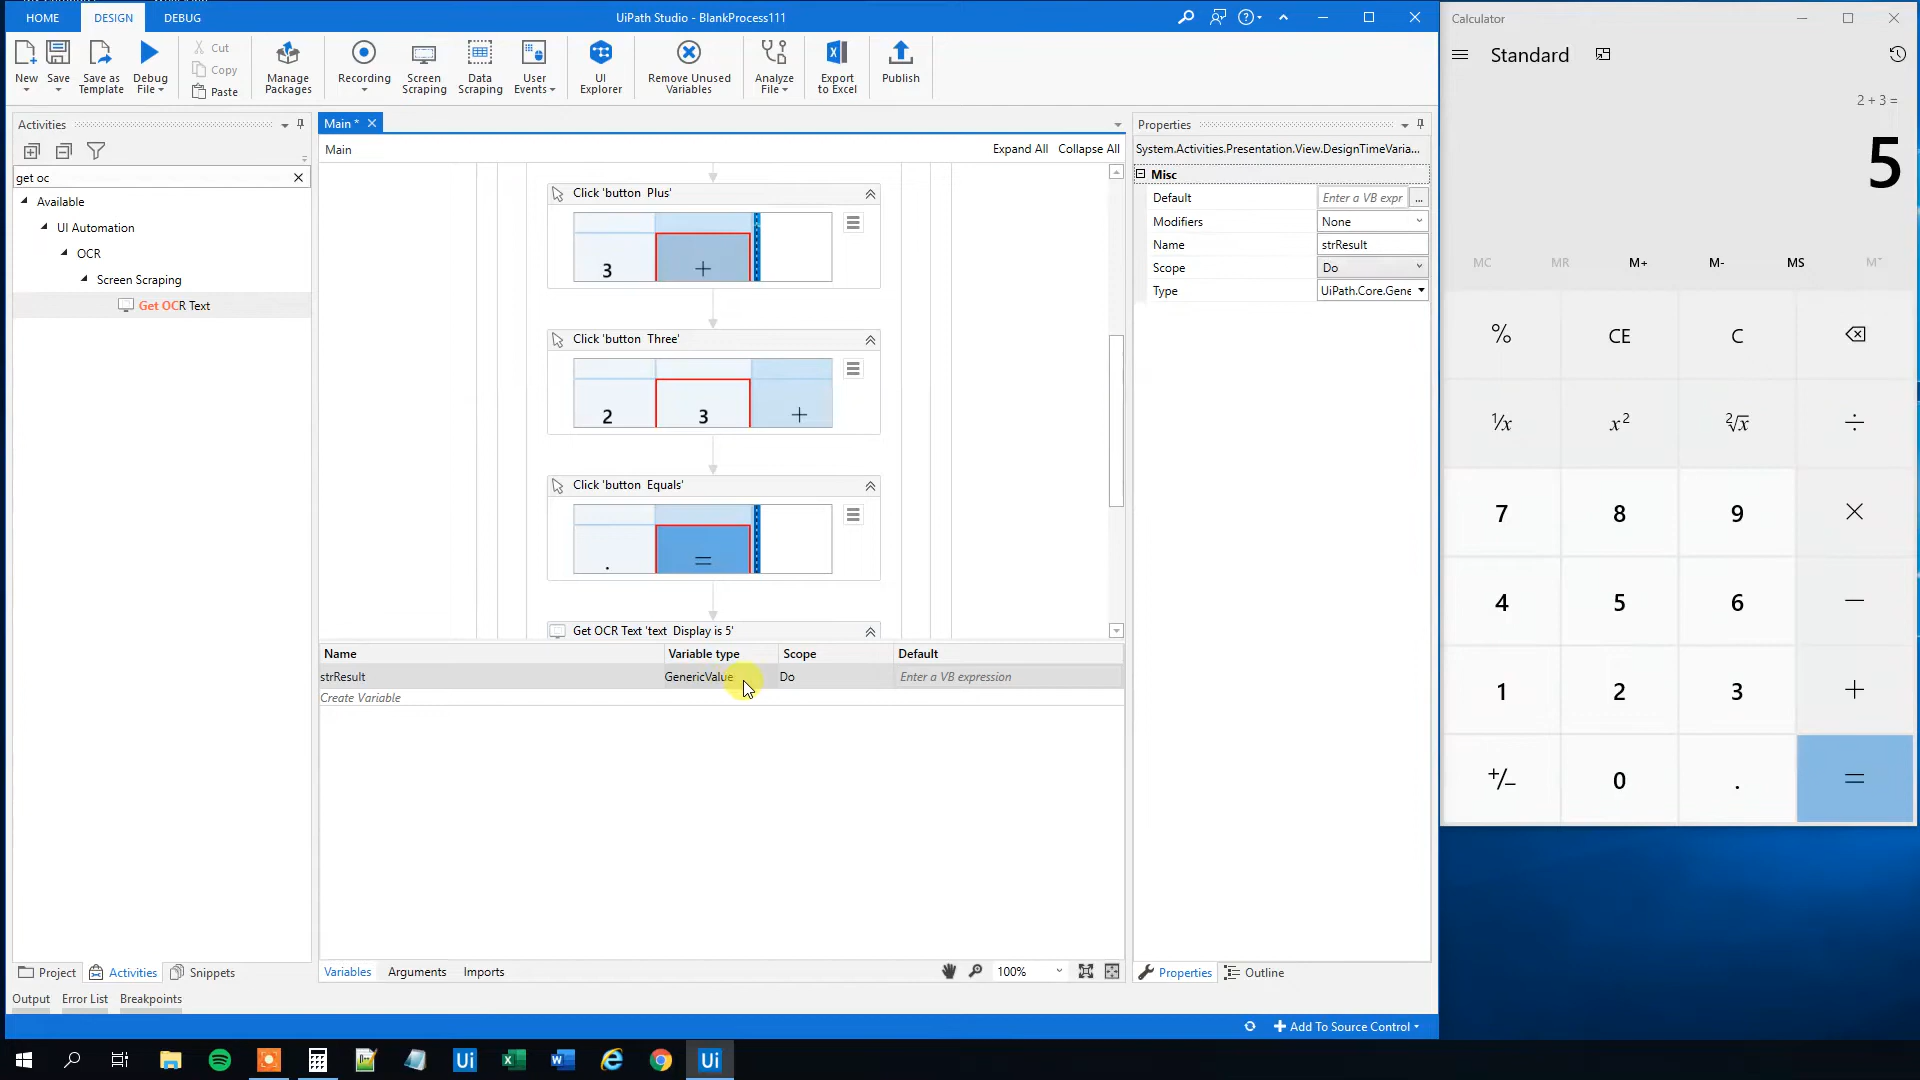 HOME DESIGN DEBUG
UiPath Studio - BlankProcess111
New Save Save as Template Debug File
Cut
Copy
Paste
Manage Packages
Recording
Screen Scraping
Data Scraping
User Events
UI Explorer
Remove Unused Variables
Analyze File
Export to Excel
Publish
Activities
get oc
Available
UI Automation
OCR
Screen Scraping
Get OCR Text
Project Activities Snippets
Output Error List Breakpoints
Main *
Main
Expand All Collapse All
Click 'button Plus'
3 +
Click 'button Three'
2 3 +
Click 'button Equals'
. =
Get OCR Text 'text Display is 5'
Name Variable type Scope Default
strResult GenericValue Do Enter a VB expression
Create Variable
Variables Arguments Imports
100%
Properties
System.Activities.Presentation.View.DesignTimeVaria...
Misc
Default Enter a VB expr ...
Modifiers None
Name strResult
Scope Do
Type UiPath.Core.Gene
Properties Outline
Add To Source Control
Calculator
Standard
2 + 3 =
5
MC MR M+ M- MS M˅
% CE C
⅟x x² ²√x ÷
7 8 9 ×
4 5 6 −
1 2 3 +
+/− 0 . =
Ui Ui